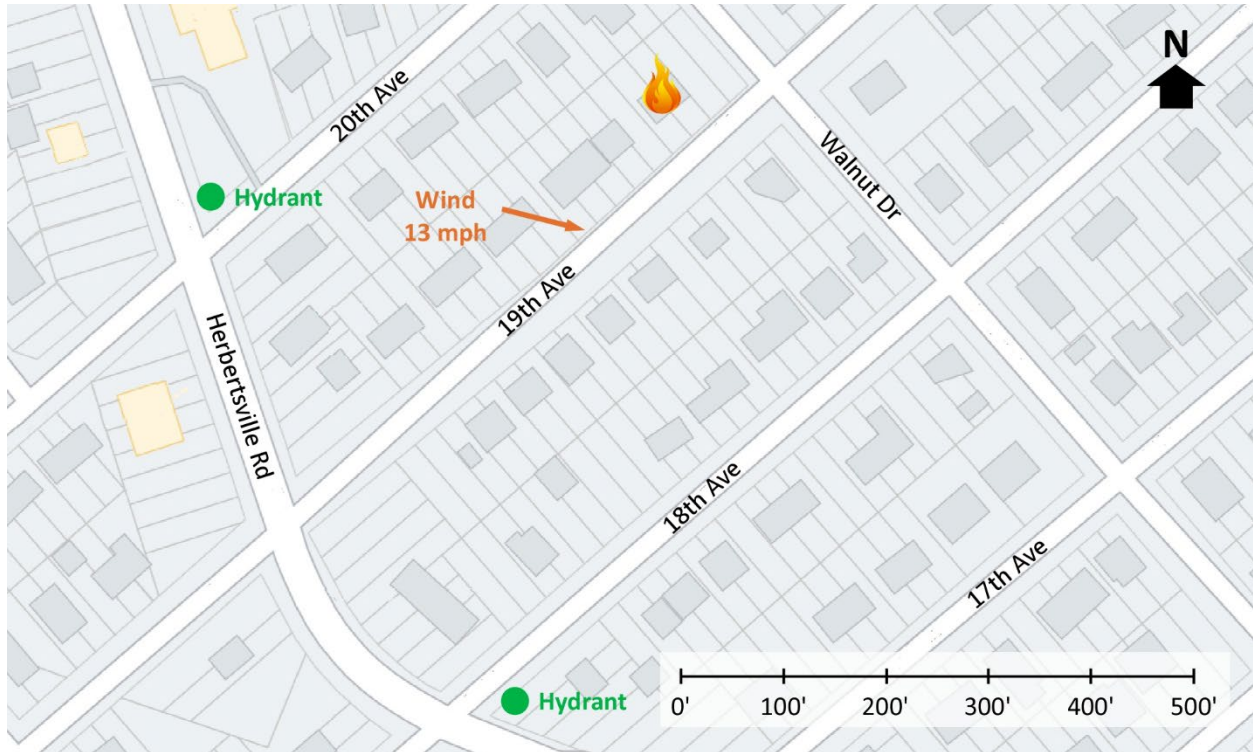 N
20th Ave
Walnut Dr
Hydrant
Wind
13 mph
19th Ave
Herbertsville Rd
18th Ave
17th Ave
Hydrant
0' 100' 200' 300' 400' 500'